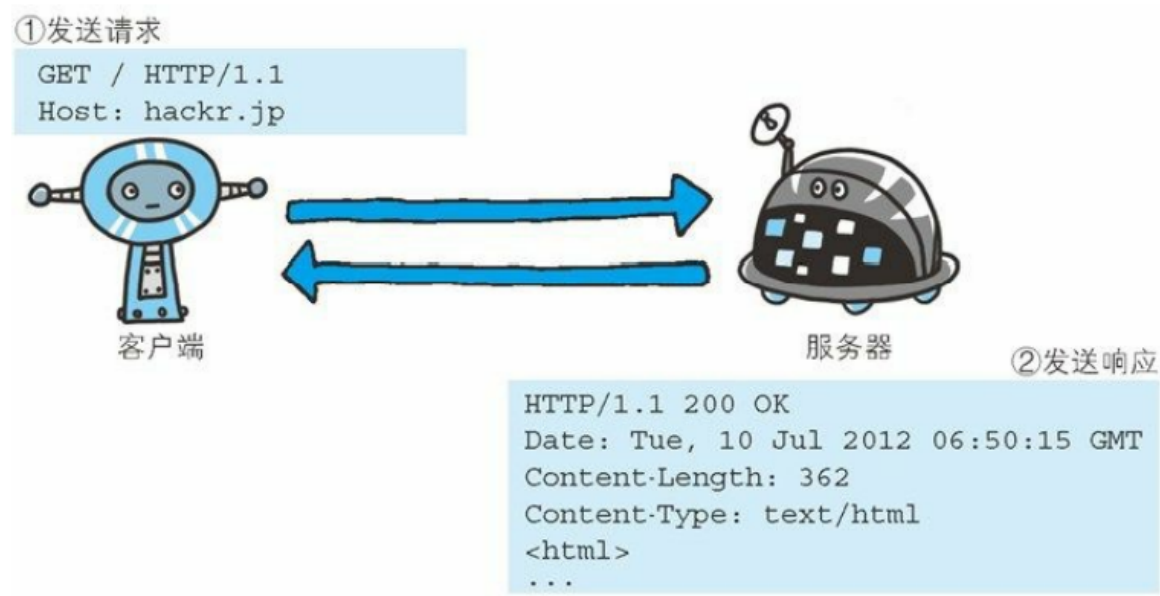 ①发送请求
GET / HTTP/1.1
Host: hackr.jp
客户端
服务器
②发送响应
HTTP/1.1 200 OK
Date: Tue, 10 Jul 2012 06:50:15 GMT
Content-Length: 362
Content-Type: text/html
<html>
...